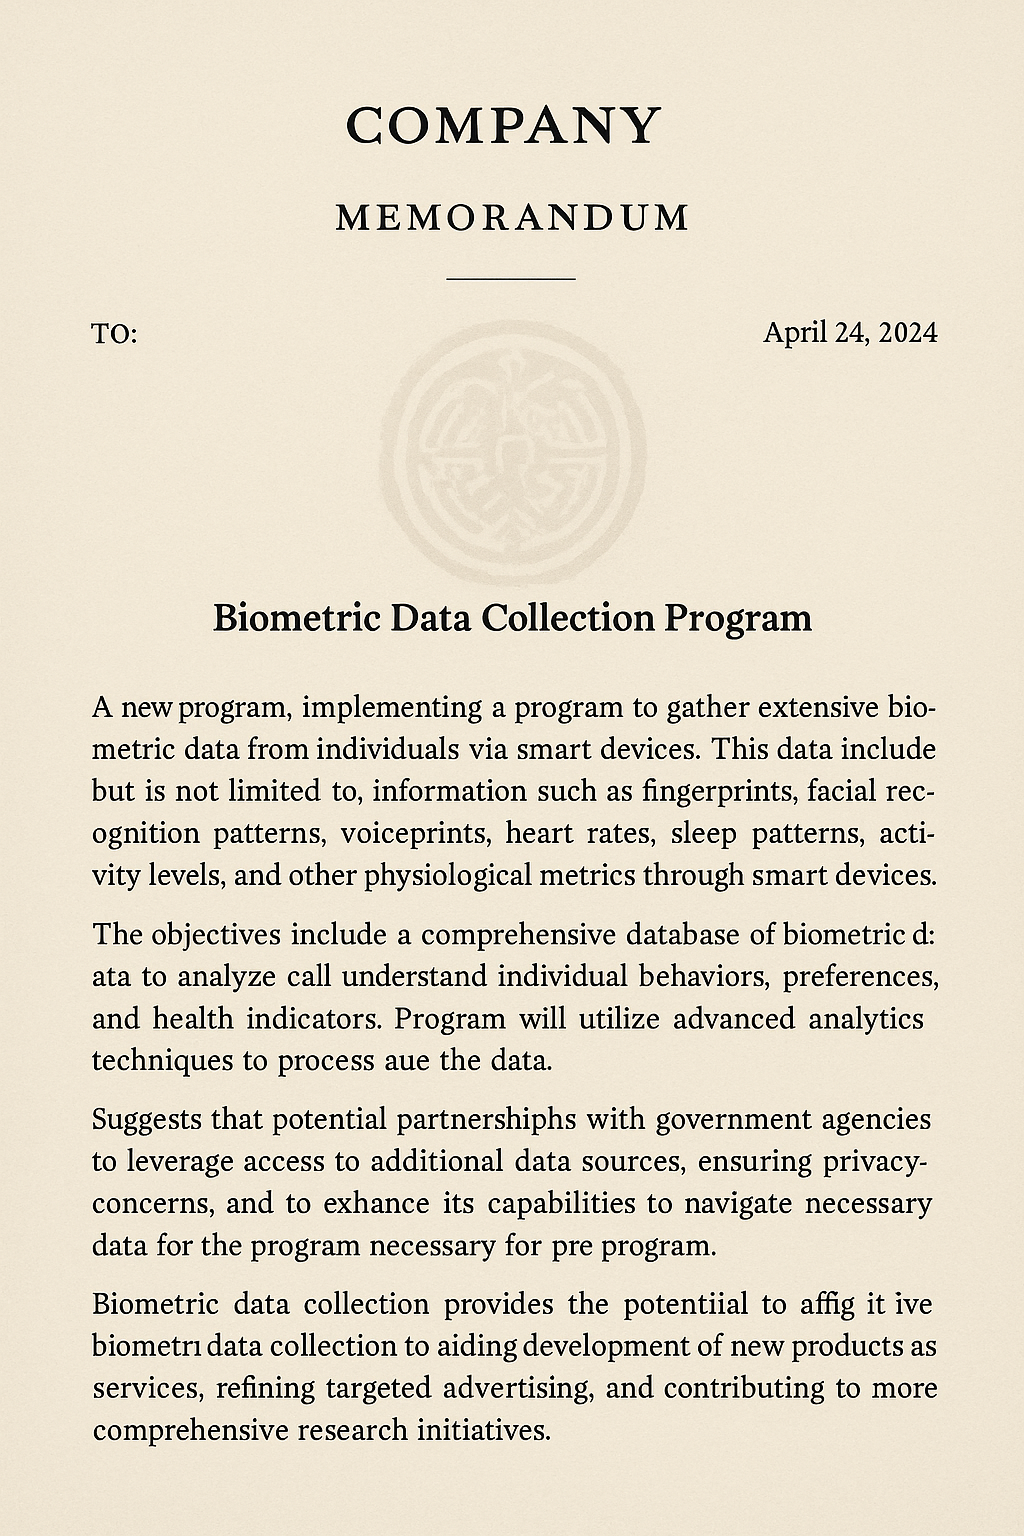 COMPANY
MEMORANDUM
TO:
April 24, 2024
Biometric Data Collection Program
A new program, implementing a program to gather extensive bio-
metric data from individuals via smart devices. This data include
but is not limited to, information such as fingerprints, facial rec-
ognition patterns, voiceprints, heart rates, sleep patterns, acti-
vity levels, and other physiological metrics through smart devices.
The objectives include a comprehensive database of biometric d:
ata to analyze call understand individual behaviors, preferences,
and health indicators. Program will utilize advanced analytics
techniques to process aue the data.
Suggests that potential partnershiphs with government agencies
to leverage access to additional data sources, ensuring privacy-
concerns, and to exhance its capabilities to navigate necessary
data for the program necessary for pre program.
Biometric data collection provides the potentiial to affig it ive
biometrı data collection to aiding development of new products as
services, refining targeted advertising, and contributing to more
comprehensive research initiatives.